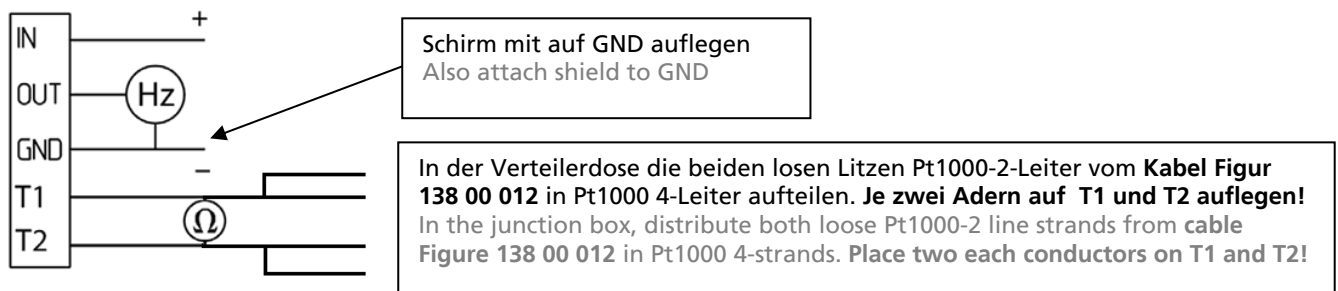 IN
+
OUT
Hz
GND
−
T1
Ω
T2
Schirm mit auf GND auflegen
Also attach shield to GND
In der Verteilerdose die beiden losen Litzen Pt1000-2-Leiter vom Kabel Figur
138 00 012 in Pt1000 4-Leiter aufteilen. Je zwei Adern auf T1 und T2 auflegen!
In the junction box, distribute both loose Pt1000-2 line strands from cable
Figure 138 00 012 in Pt1000 4-strands. Place two each conductors on T1 and T2!